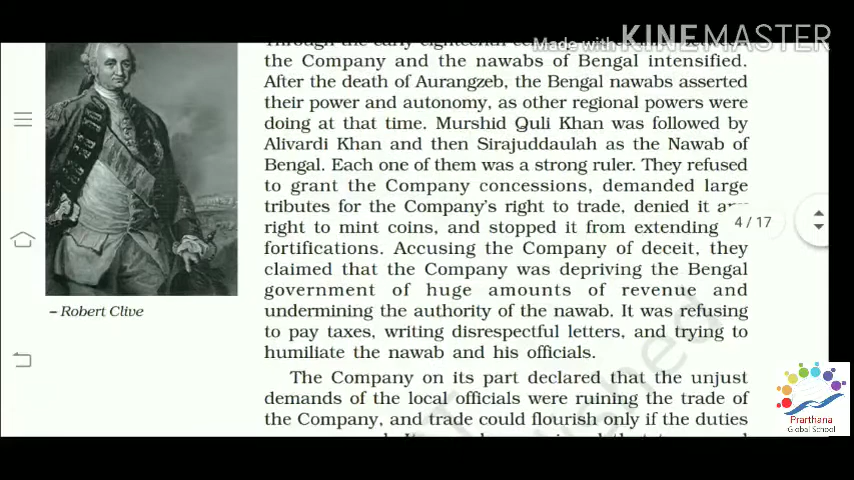 Made with KINEMASTER
the Company and the nawabs of Bengal intensified.
After the death of Aurangzeb, the Bengal nawabs asserted
their power and autonomy, as other regional powers were
doing at that time. Murshid Quli Khan was followed by
Alivardi Khan and then Sirajuddaulah as the Nawab of
Bengal. Each one of them was a strong ruler. They refused
to grant the Company concessions, demanded large
tributes for the Company's right to trade, denied it
right to mint coins, and stopped it from extending
fortifications. Accusing the Company of deceit, they
claimed that the Company was depriving the Bengal
government of huge amounts of revenue and
undermining the authority of the nawab. It was refusing
to pay taxes, writing disrespectful letters, and trying to
humiliate the nawab and his officials.
The Company on its part declared that the unjust
demands of the local officials were ruining the trade of
the Company, and trade could flourish only if the duties
4/17
– Robert Clive
Prarthana
Global School